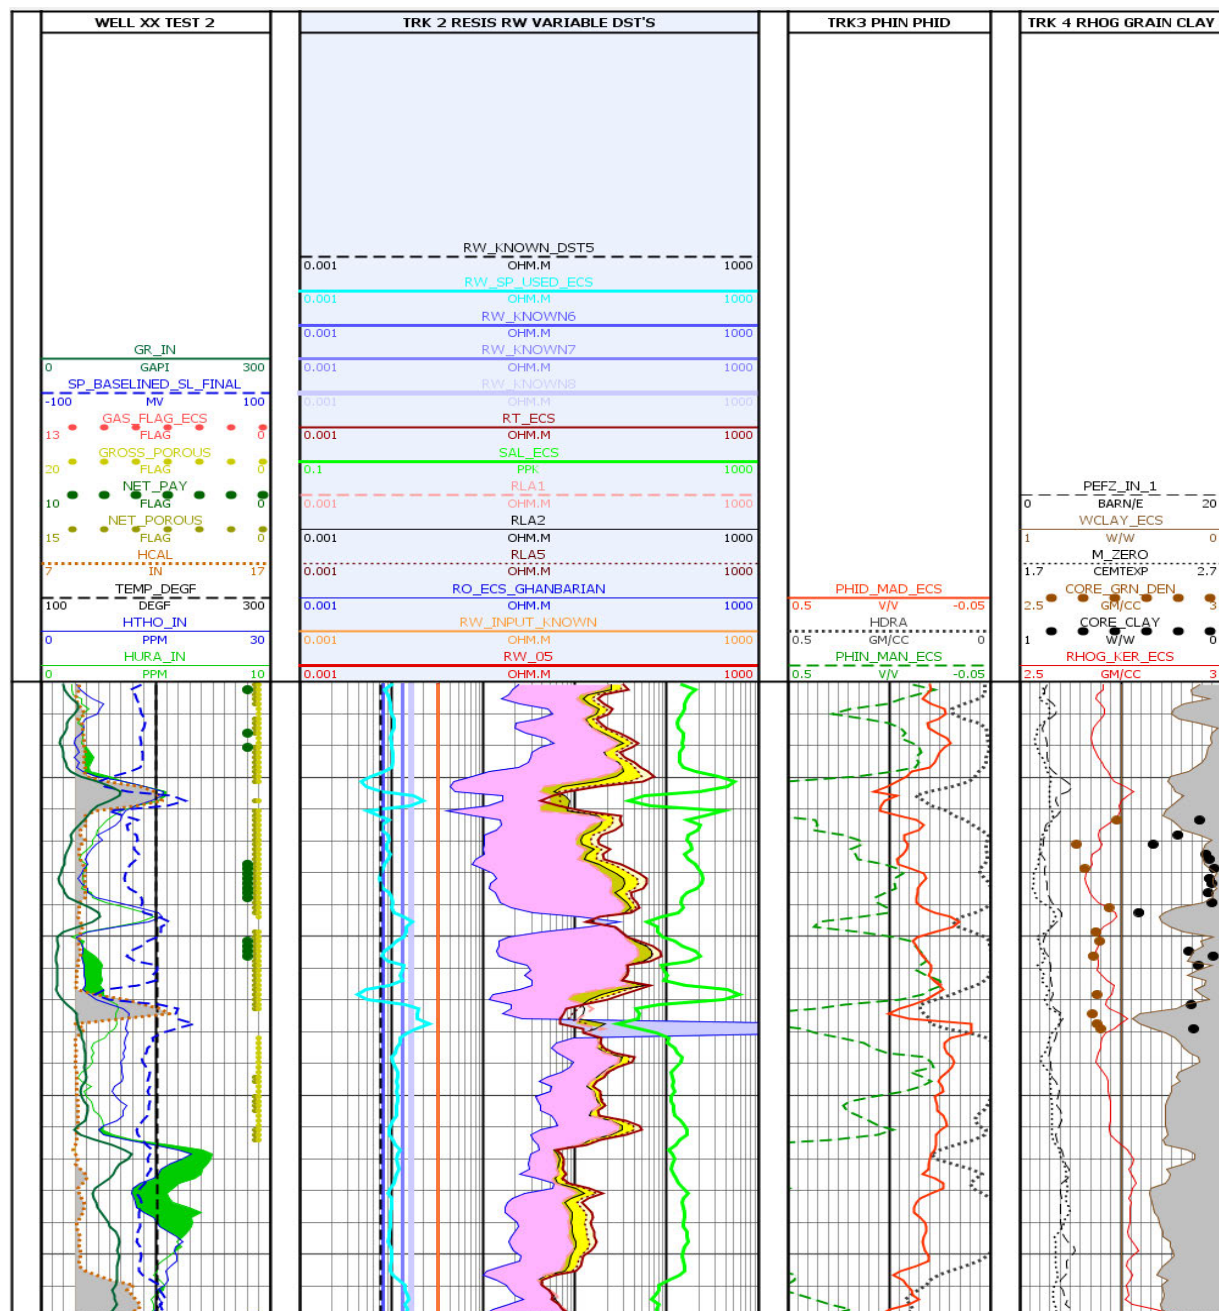 WELL XX TEST 2
TRK 2 RESIS RW VARIABLE DST'S
TRK3 PHIN PHID
TRK 4 RHOG GRAIN CLAY
GR_IN
0 GAPI 300
SP_BASELINED_SL_FINAL
-100 MV 100
GAS_FLAG_ECS
13 FLAG 0
GROSS_POROUS
20 FLAG 0
NET_PAY
10 FLAG 0
NET_POROUS
15 FLAG 0
HCAL
7 IN 17
TEMP_DEGF
100 DEGF 300
HTHO_IN
0 PPM 30
HURA_IN
0 PPM 10
RW_KNOWN_DST5
0.001 OHM.M 1000
RW_SP_USED_ECS
0.001 OHM.M 1000
RW_KNOWN6
0.001 OHM.M 1000
RW_KNOWN7
0.001 OHM.M 1000
RW_KNOWN8
0.001 OHM.M 1000
RT_ECS
0.001 OHM.M 1000
SAL_ECS
0.1 PPK 1000
RLA1
0.001 OHM.M 1000
RLA2
0.001 OHM.M 1000
RLA5
0.001 OHM.M 1000
RO_ECS_GHANBARIAN
0.001 OHM.M 1000
RW_INPUT_KNOWN
0.001 OHM.M 1000
RW_05
0.001 OHM.M 1000
PHID_MAD_ECS
0.5 V/V -0.05
HDRA
0.5 GM/CC 0
PHIN_MAN_ECS
0.5 V/V -0.05
PEFZ_IN_1
0 BARN/E 20
WCLAY_ECS
1 W/W 0
M_ZERO
1.7 CEMTEXP 2.7
CORE_GRN_DEN
2.5 GM/CC 3
CORE_CLAY
1 W/W 0
RHOG_KER_ECS
2.5 GM/CC 3